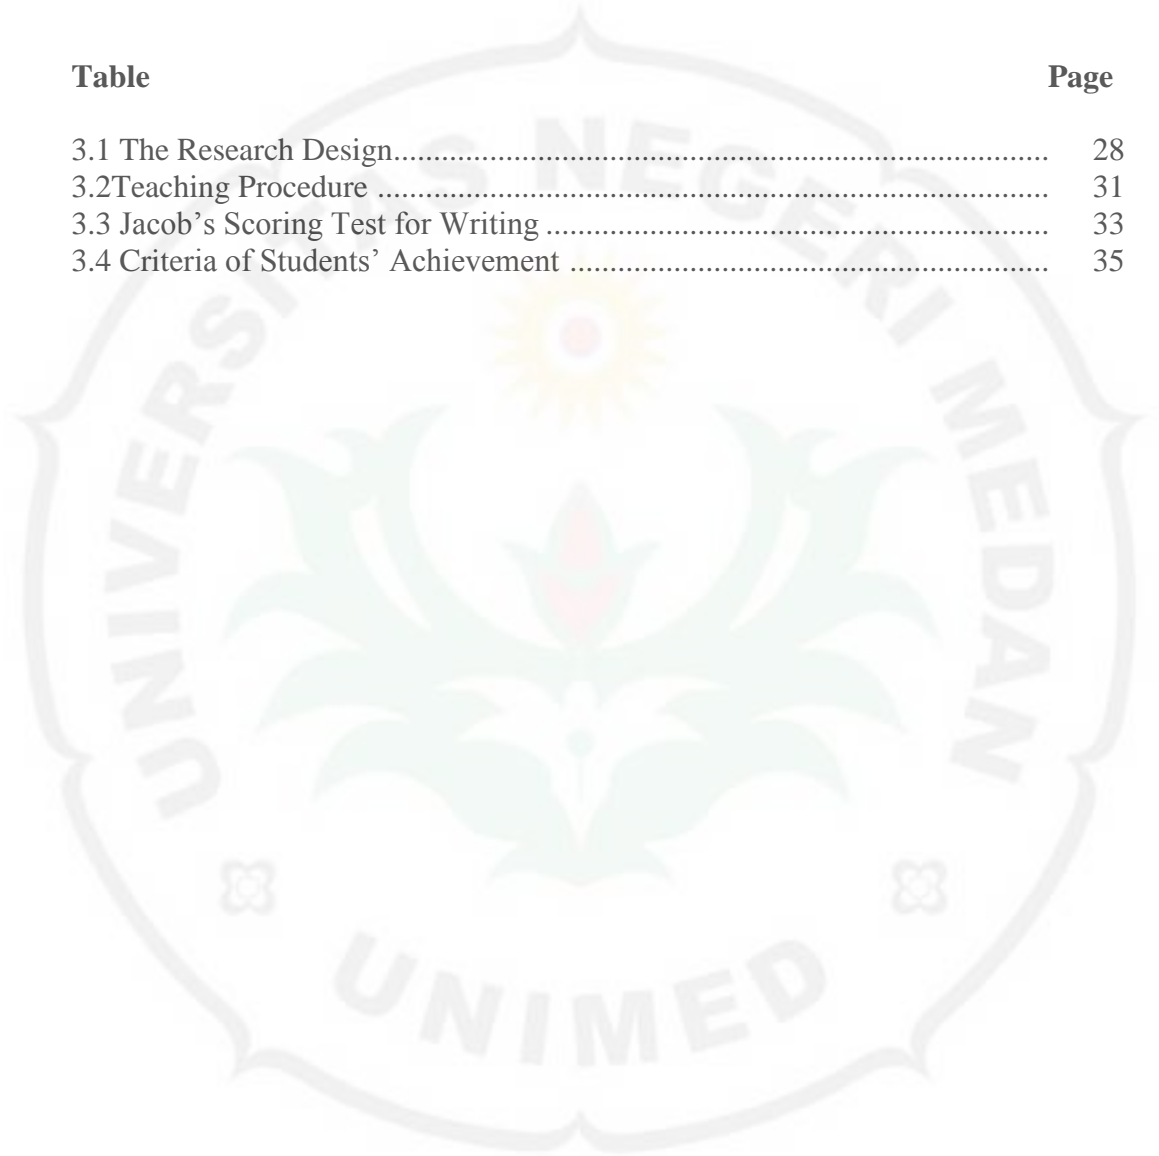 Table Page
3.1 The Research Design.................................................................................... 28
3.2Teaching Procedure ..................................................................................... 31
3.3 Jacob’s Scoring Test for Writing ................................................................ 33
3.4 Criteria of Students’ Achievement ............................................................. 35
UNIVERSITAS NEGERI MEDAN
UNIMED